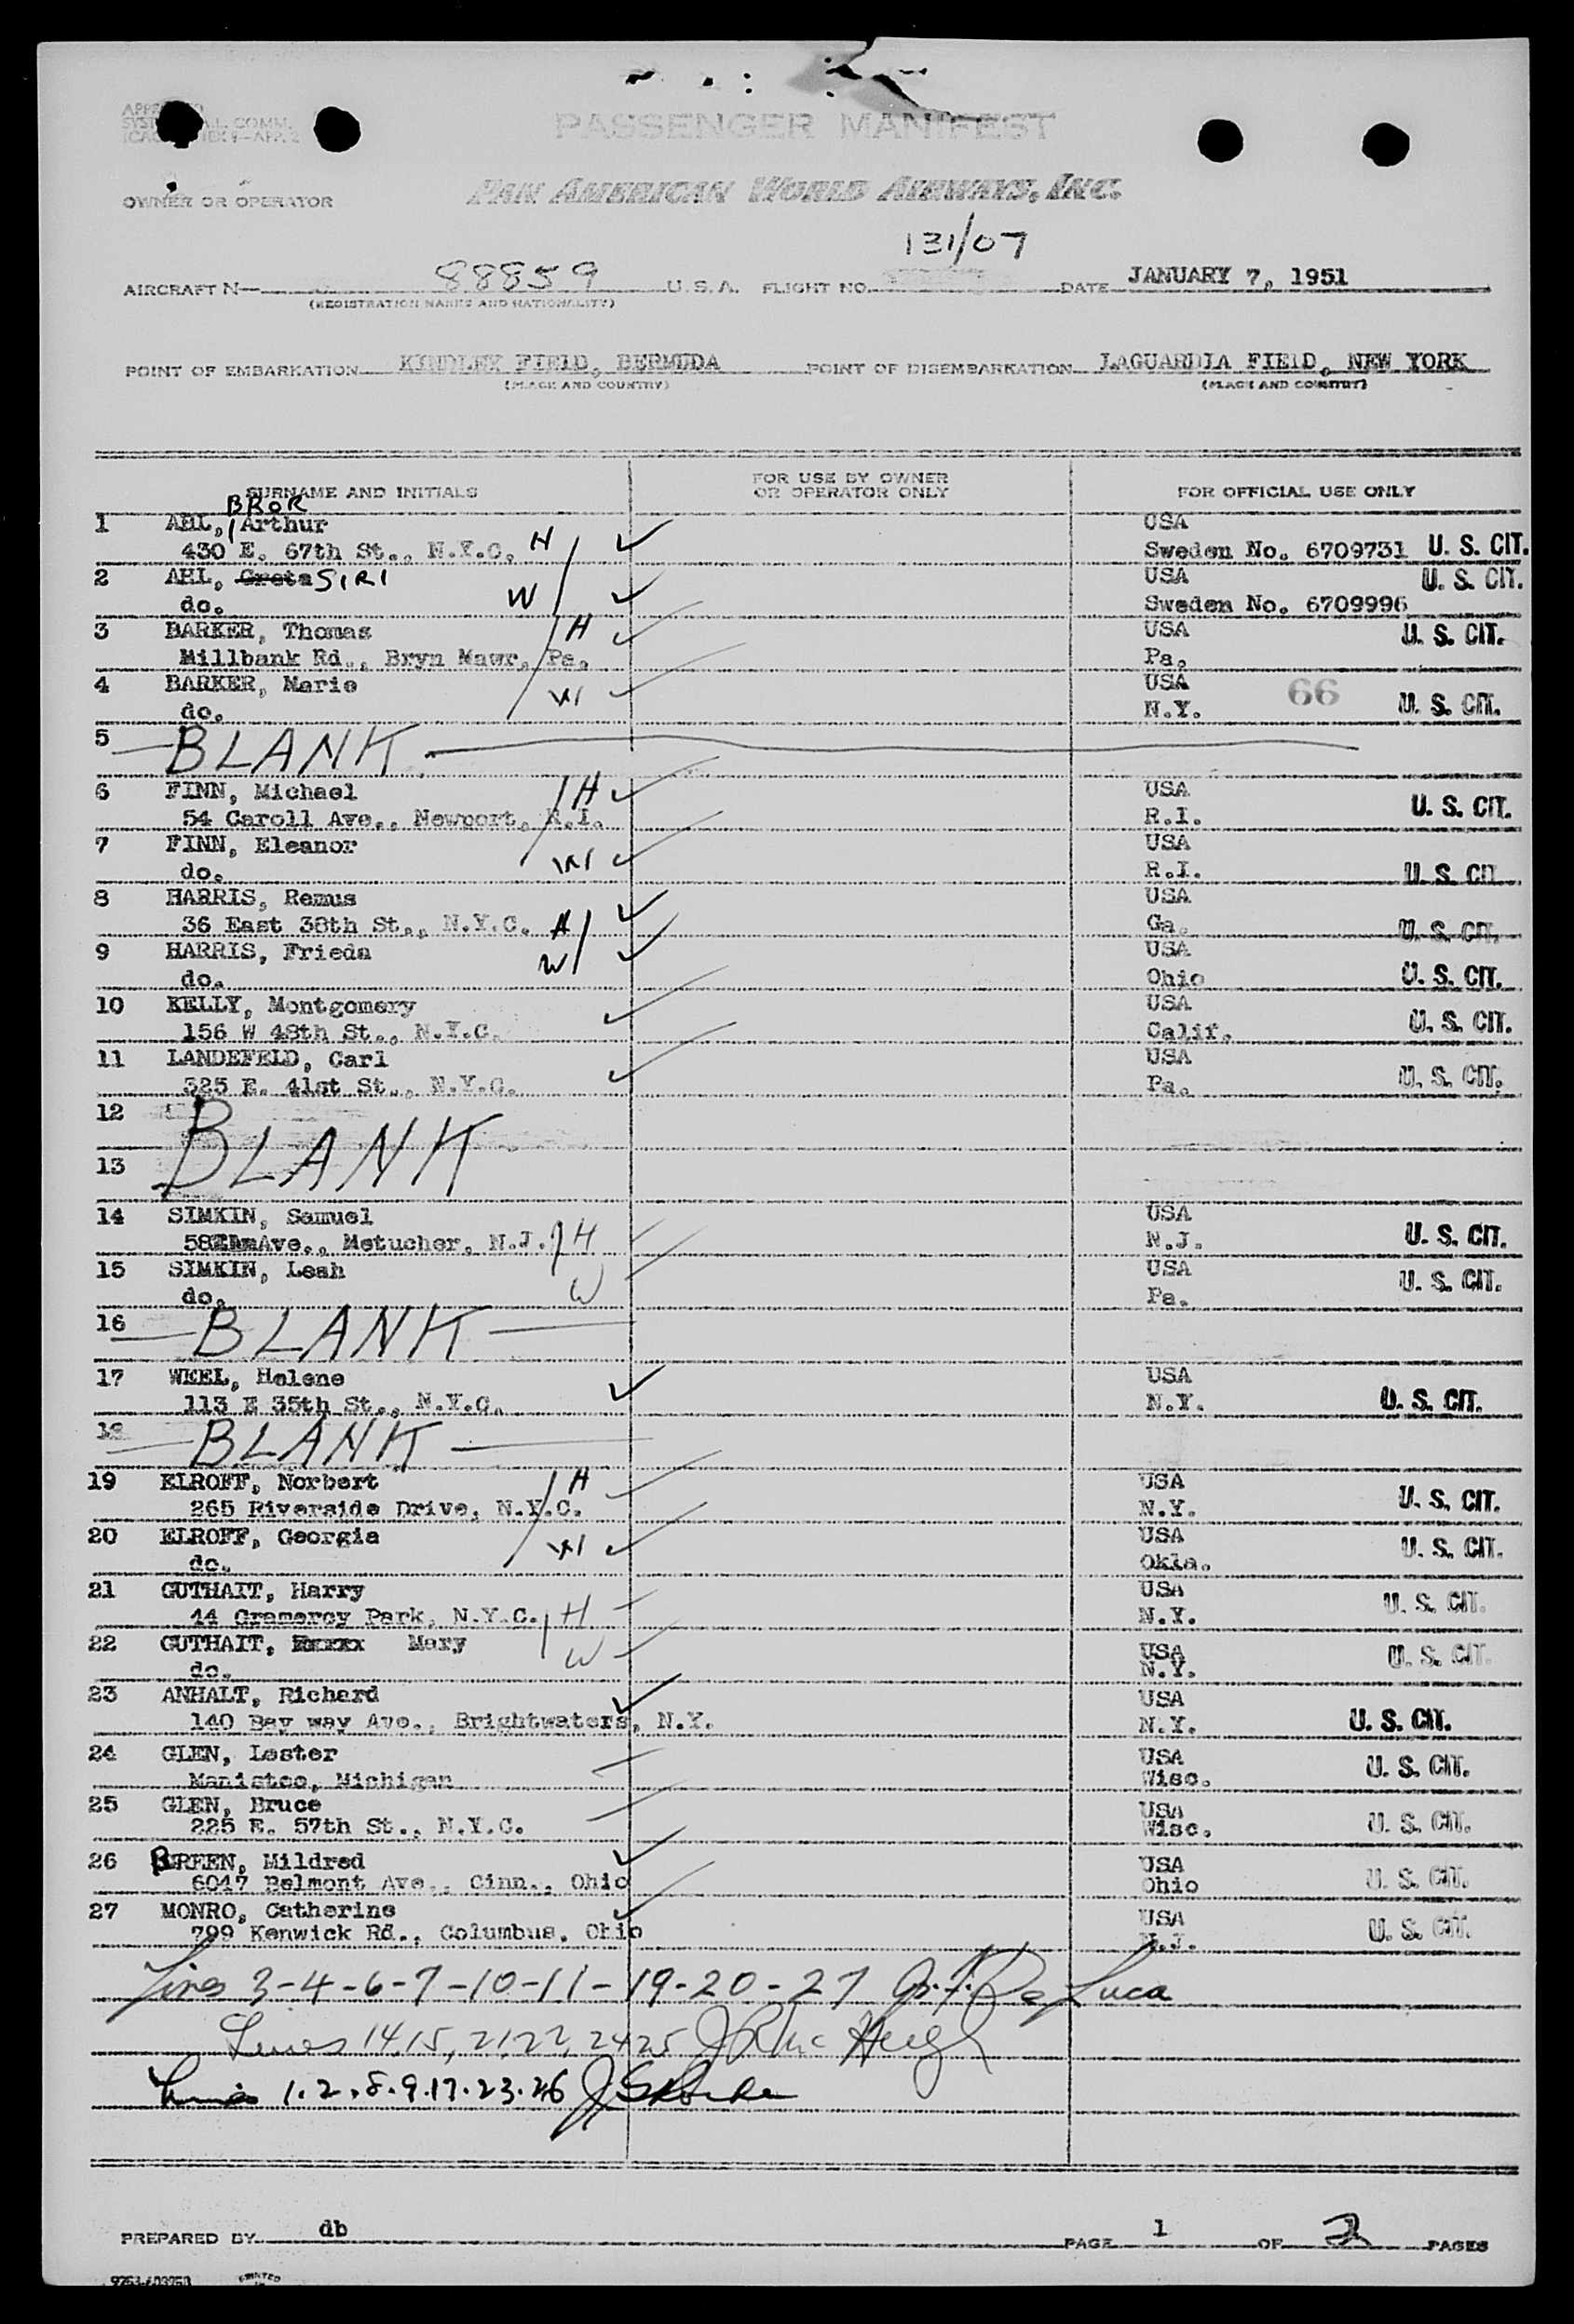 PASSENGER MANIFEST
OWNER OR OPERATOR PAN AMERICAN WORLD AIRWAYS, INC.
131/07
AIRCRAFT N— 88859 U. S. A. FLIGHT NO. DATE JANUARY 7, 1951
(REGISTRATION MARKS AND NATIONALITY)
POINT OF EMBARKATION KINDLEY FIELD, BERMUDA POINT OF DISEMBARKATION LAGUARDIA FIELD, NEW YORK
(PLACE AND COUNTRY) (PLACE AND COUNTRY)
SURNAME AND INITIALS FOR USE BY OWNER OR OPERATOR ONLY FOR OFFICIAL USE ONLY
BROR
1 AHL, Arthur USA
430 E. 67th St., N.Y.C. H Sweden No. 6709731 U. S. CIT.
2 AHL, Greta SIRI USA U. S. CIT.
do. W Sweden No. 6709996
3 BARKER, Thomas H USA U. S. CIT.
Millbank Rd., Bryn Mawr, Pa. Pa.
4 BARKER, Marie W USA 66
do. N.Y. U. S. CIT.
5 BLANK
6 FINN, Michael H USA U. S. CIT.
54 Caroll Ave., Newport, R.I. R.I.
7 FINN, Eleanor W USA
do. R.I. U. S. CIT
8 HARRIS, Remus USA
36 East 38th St., N.Y.C. H Ga. U. S. CIT.
9 HARRIS, Frieda W USA
do. Ohio U. S. CIT.
10 KELLY, Montgomery USA
156 W 48th St., N.Y.C. Calif. U. S. CIT.
11 LANDEFELD, Carl USA
325 E. 41st St., N.Y.C. Pa. U. S. CIT.
12
BLANK
13
14 SIMKIN, Samuel USA
58 Ave., Metucher, N.J. H N.J. U. S. CIT.
15 SIMKIN, Leah W USA U. S. CIT.
do. Pa.
16 BLANK
17 WEEL, Helene USA
113 E 35th St., N.Y.C. N.Y. U. S. CIT.
18 BLANK
19 ELROFF, Norbert H USA
265 Riverside Drive, N.Y.C. N.Y. U. S. CIT.
20 ELROFF, Georgia W USA U. S. CIT.
do. Okla.
21 GUTHAIT, Harry USA U. S. CIT.
44 Gramercy Park, N.Y.C. H N.Y.
22 GUTHAIT, Mary W USA U. S. CIT.
do. N.Y.
23 ANHALT, Richard USA
140 Bay way Ave., Brightwaters, N.Y. N.Y. U. S. CIT.
24 GLEN, Lester USA U. S. CIT.
Manistee, Michigan Wisc.
25 GLEN, Bruce USA
225 E. 57th St., N.Y.C. Wisc. U. S. CIT.
26 BREEN, Mildred USA
6047 Belmont Ave., Cinn., Ohio Ohio U. S. CIT.
27 MONRO, Catherine USA
799 Kenwick Rd., Columbus, Ohio N.J. U. S. CIT.
Lines 3-4-6-7-10-11-19-20-27 De Luca
Lines 14, 15, 21, 22, 24 25 Mc Hugh
Lines 1.2.8.9.17.23.26
PREPARED BY db PAGE 1 OF 2 PAGES